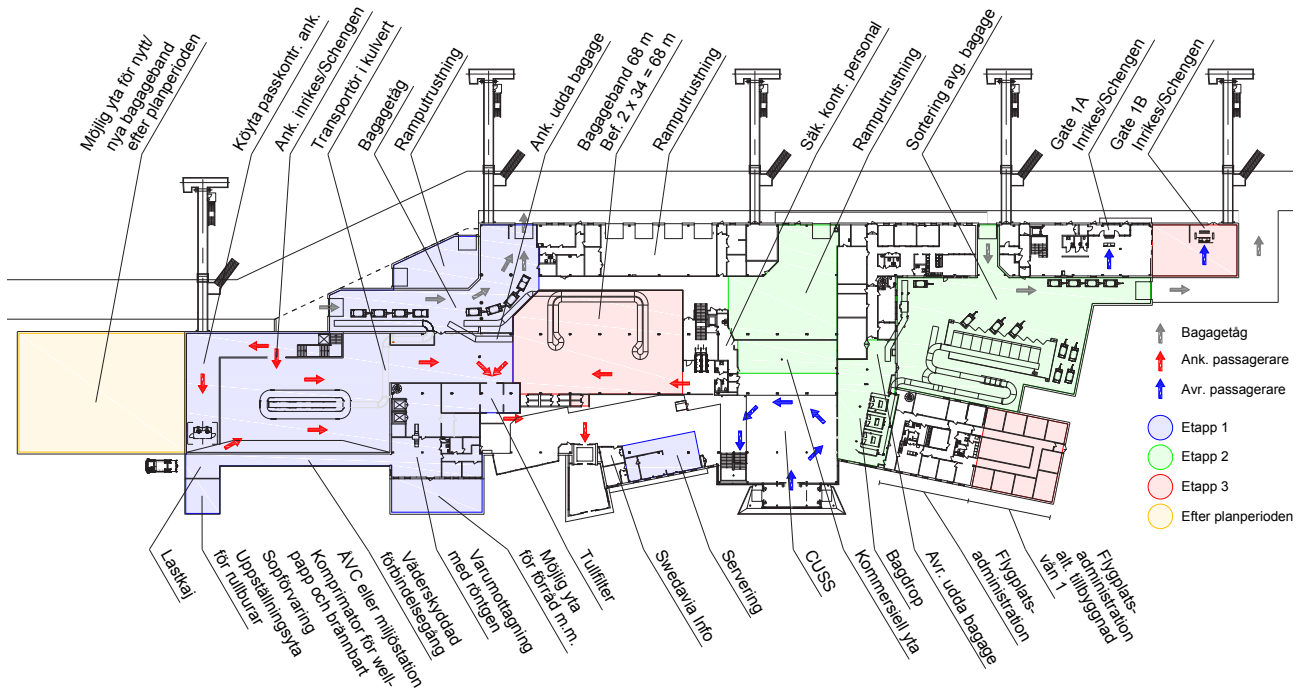 Möjlig yta för nytt/
nya bagageband
efter planperioden
Köyta passkontr. ank.
Ank. inrikes/Schengen
Transportör i kulvert
Bagagetåg
Ramputrustning
Ank. udda bagage
Bagageband 68 m
Bef. 2 x 34 = 68 m
Ramputrustning
Säk. kontr. personal
Ramputrustning
Sortering avg. bagage
Gate 1A
Inrikes/Schengen
Gate 1B
Inrikes/Schengen
Bagagetåg
Ank. passagerare
Avr. passagerare
Etapp 1
Etapp 2
Etapp 3
Efter planperioden
Lastkaj
Uppställningsyta
för rullburar
ÅVC eller miljöstation
Komprimator för well-
papp och brännbart
Sopförvaring
Väderskyddad
förbindelsegång
Varumottagning
med röntgen
Möjlig yta
för förråd m.m.
Tullfilter
Swedavia Info
Servering
CUSS
Kommersiell yta
Bagdrop
Avr. udda bagage
Flygplats-
administration
Flygplats-
administration
alt. tillbyggnad
vån 1